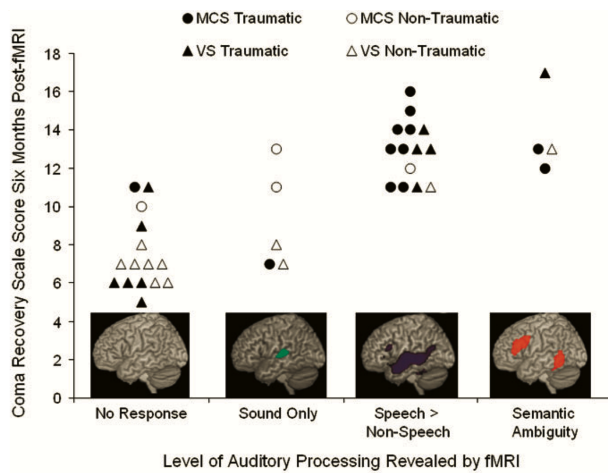 MCS Traumatic
MCS Non-Traumatic
VS Traumatic
VS Non-Traumatic
Coma Recovery Scale Score Six Months Post-fMRI
18
16
14
12
10
8
6
4
2
0
No Response
Sound Only
Speech >
Non-Speech
Semantic
Ambiguity
Level of Auditory Processing Revealed by fMRI